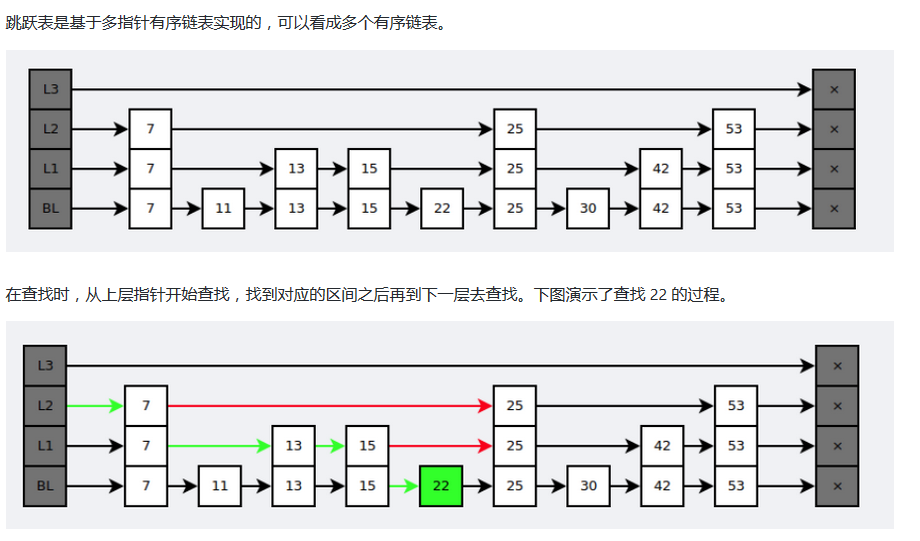 跳跃表是基于多指针有序链表实现的，可以看成多个有序链表。
L3 ×
L2 7 25 53 ×
L1 7 13 15 25 42 53 ×
BL 7 11 13 15 22 25 30 42 53 ×
在查找时，从上层指针开始查找，找到对应的区间之后再到下一层去查找。下图演示了查找 22 的过程。
L3 ×
L2 7 25 53 ×
L1 7 13 15 25 42 53 ×
BL 7 11 13 15 22 25 30 42 53 ×